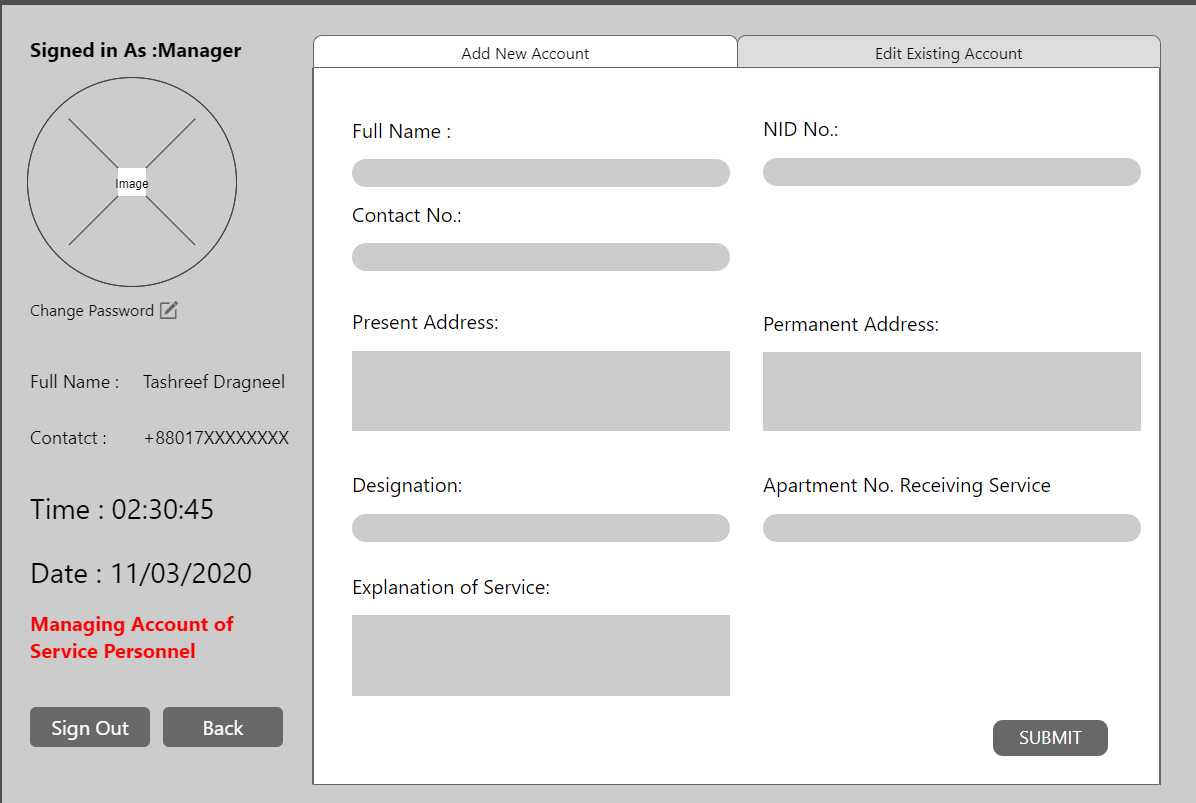 Signed in As :Manager
Image
Change Password
Full Name : Tashreef Dragneel
Contatct : +88017XXXXXXXX
Time : 02:30:45
Date : 11/03/2020
Managing Account of
Service Personnel
Sign Out
Back
Add New Account
Edit Existing Account
Full Name :
NID No.:
Contact No.:
Present Address:
Permanent Address:
Designation:
Apartment No. Receiving Service
Explanation of Service:
SUBMIT